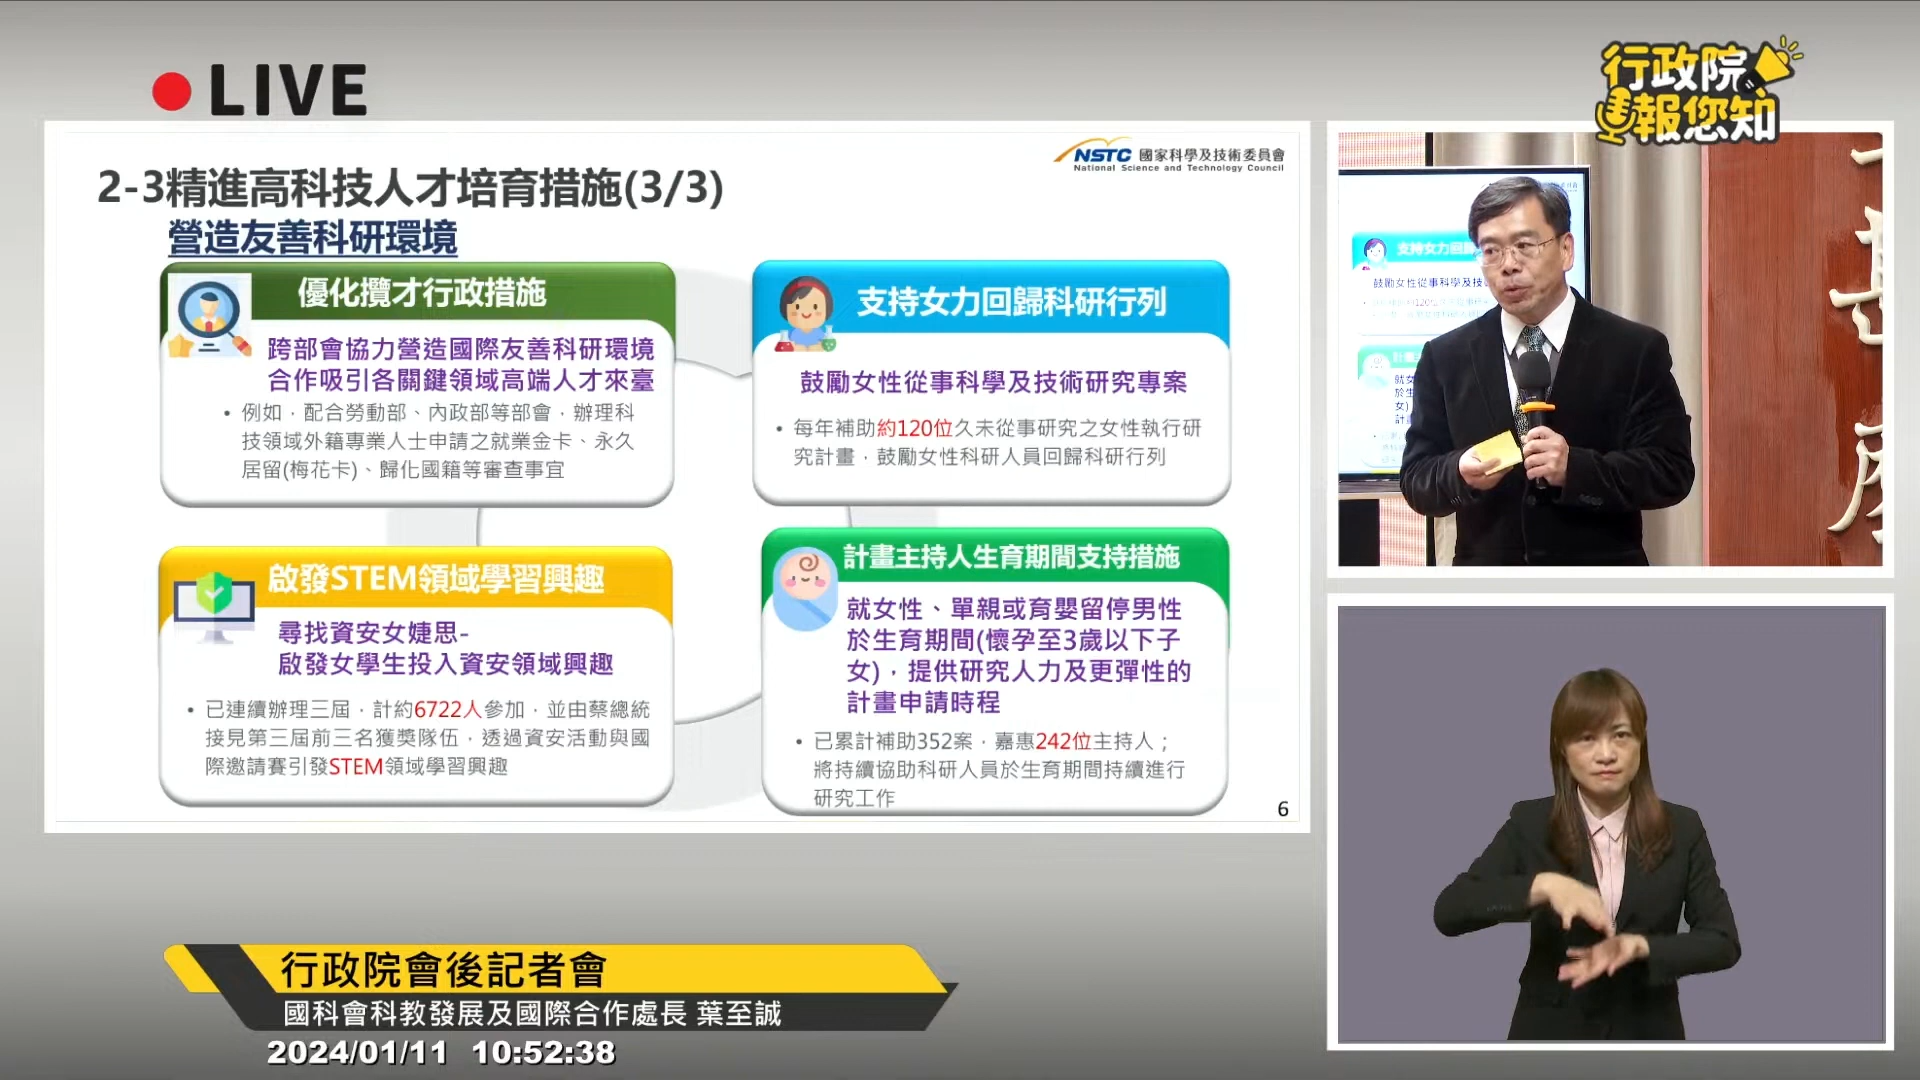 LIVE
行政院
報您知
NSTC 國家科學及技術委員會
National Science and Technology Council
2-3精進高科技人才培育措施(3/3)
營造友善科研環境
優化攬才行政措施
跨部會協力營造國際友善科研環境
合作吸引各關鍵領域高端人才來臺
• 例如，配合勞動部、內政部等部會，辦理科
技領域外籍專業人士申請之就業金卡、永久
居留(梅花卡)、歸化國籍等審查事宜
支持女力回歸科研行列
鼓勵女性從事科學及技術研究專案
• 每年補助約120位久未從事研究之女性執行研
究計畫，鼓勵女性科研人員回歸科研行列
啟發STEM領域學習興趣
尋找資安女婕思-
啟發女學生投入資安領域興趣
• 已連續辦理三屆，計約6722人參加，並由蔡總統
接見第三屆前三名獲獎隊伍，透過資安活動與國
際邀請賽引發STEM領域學習興趣
計畫主持人生育期間支持措施
就女性、單親或育嬰留停男性
於生育期間(懷孕至3歲以下子
女)，提供研究人力及更彈性的
計畫申請時程
• 已累計補助352案，嘉惠242位主持人；
將持續協助科研人員於生育期間持續進行
研究工作
6
支持女力回歸
鼓勵女性從事科學及技
行政院會後記者會
國科會科教發展及國際合作處長 葉至誠
2024/01/11 10:52:38